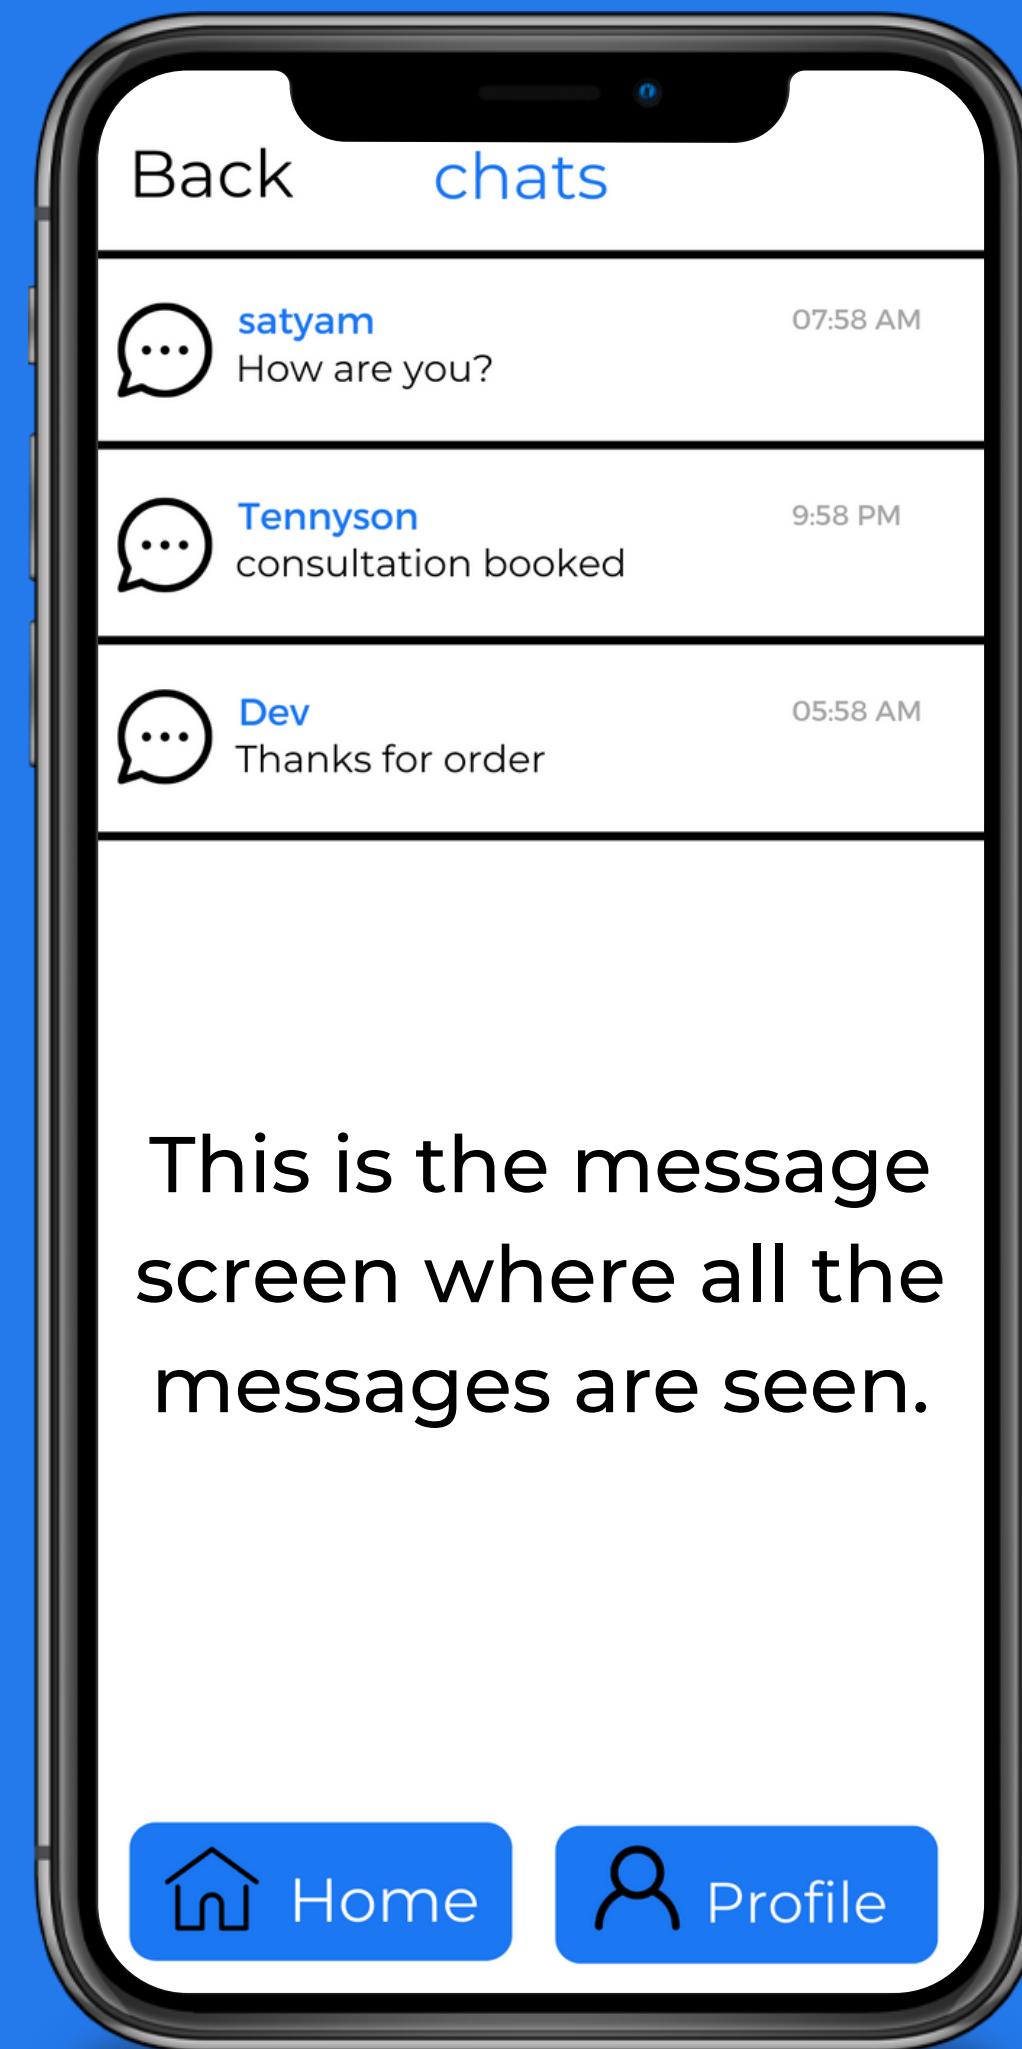 Back chats
satyam 07:58 AM
How are you?
Tennyson 9:58 PM
consultation booked
Dev 05:58 AM
Thanks for order
This is the message
screen where all the
messages are seen.
Home Profile